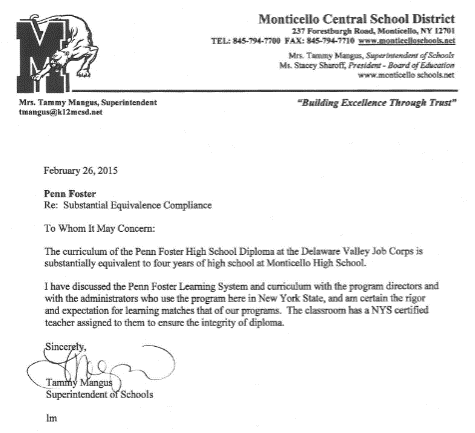 M
Monticello Central School District
237 Forestburgh Road, Monticello, NY 12701
TEL: 845-794-7700 FAX: 845-794-7710 www.monticelloschools.net
Mrs. Tammy Mangus, Superintendent of Schools
Ms. Stacey Sharoff, President - Board of Education
www.monticello schools.net
Mrs. Tammy Mangus, Superintendent
tmangus@k12mcsd.net
"Building Excellence Through Trust"
February 26, 2015
Penn Foster
Re: Substantial Equivalence Compliance
To Whom It May Concern:
The curriculum of the Penn Foster High School Diploma at the Delaware Valley Job Corps is
substantially equivalent to four years of high school at Monticello High School.
I have discussed the Penn Foster Learning System and curriculum with the program directors and
with the administrators who use the program here in New York State, and am certain the rigor
and expectation for learning matches that of our programs. The classroom has a NYS certified
teacher assigned to them to ensure the integrity of diploma.
Sincerely,
Tammy Mangus
Superintendent of Schools
lm